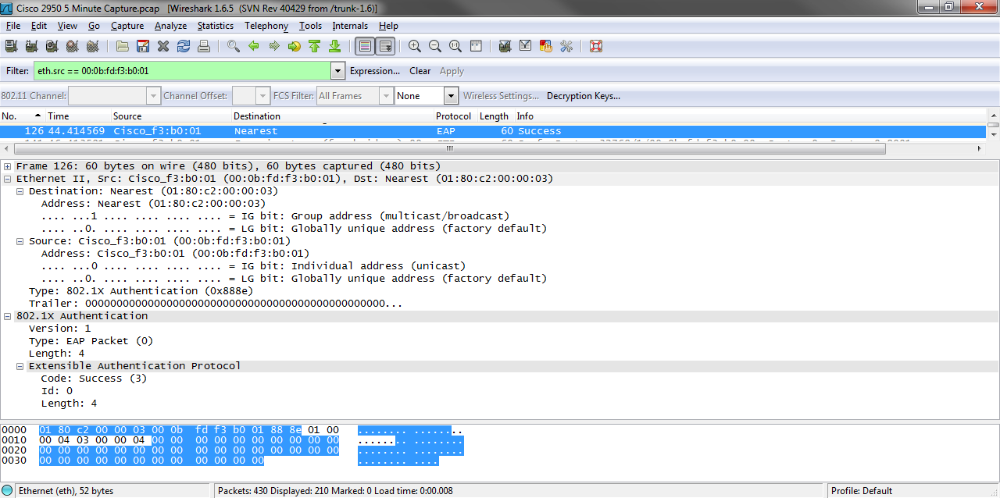 Cisco 2950 5 Minute Capture.pcap [Wireshark 1.6.5 (SVN Rev 40429 from /trunk-1.6)]
File Edit View Go Capture Analyze Statistics Telephony Tools Internals Help
Filter: eth.src == 00:0b:fd:f3:b0:01 Expression... Clear Apply
802.11 Channel: Channel Offset: FCS Filter: All Frames None Wireless Settings... Decryption Keys...
No. Time Source Destination Protocol Length Info
126 44.414569 Cisco_f3:b0:01 Nearest EAP 60 Success
Frame 126: 60 bytes on wire (480 bits), 60 bytes captured (480 bits)
Ethernet II, Src: Cisco_f3:b0:01 (00:0b:fd:f3:b0:01), Dst: Nearest (01:80:c2:00:00:03)
Destination: Nearest (01:80:c2:00:00:03)
Address: Nearest (01:80:c2:00:00:03)
.... ...1 .... .... .... .... = IG bit: Group address (multicast/broadcast)
.... ..0. .... .... .... .... = LG bit: Globally unique address (factory default)
Source: Cisco_f3:b0:01 (00:0b:fd:f3:b0:01)
Address: Cisco_f3:b0:01 (00:0b:fd:f3:b0:01)
.... ...0 .... .... .... .... = IG bit: Individual address (unicast)
.... ..0. .... .... .... .... = LG bit: Globally unique address (factory default)
Type: 802.1X Authentication (0x888e)
Trailer: 000000000000000000000000000000000000000000000000...
802.1X Authentication
Version: 1
Type: EAP Packet (0)
Length: 4
Extensible Authentication Protocol
Code: Success (3)
Id: 0
Length: 4
0000 01 80 c2 00 00 03 00 0b fd f3 b0 01 88 8e 01 00 ........ ........
0010 00 04 03 00 00 04 00 00 00 00 00 00 00 00 00 00 ........ ........
0020 00 00 00 00 00 00 00 00 00 00 00 00 00 00 00 00 ........ ........
0030 00 00 00 00 00 00 00 00 00 00 00 00 ........ ....
Ethernet (eth), 52 bytes Packets: 430 Displayed: 210 Marked: 0 Load time: 0:00.008 Profile: Default